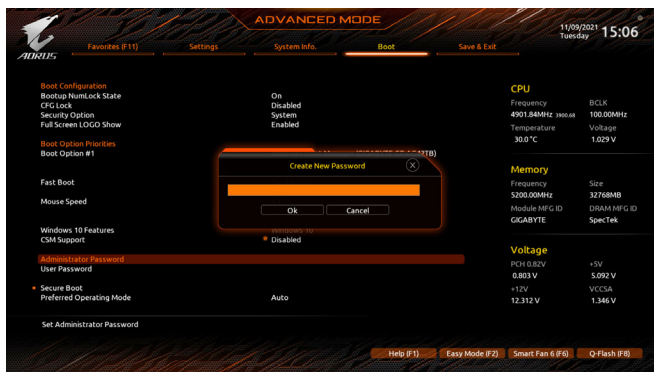 ADVANCED MODE
11/09/2021 Tuesday 15:06
AORUS
Favorites (F11) Settings System Info. Boot Save & Exit
Boot Configuration
Bootup NumLock State On
CFG Lock Disabled
Security Option System
Full Screen LOGO Show Enabled
Boot Option Priorities
Boot Option #1
Fast Boot
Mouse Speed
Windows 10 Features Windows 10
CSM Support Disabled
Administrator Password
User Password
Secure Boot
Preferred Operating Mode Auto
Set Administrator Password
Create New Password
Ok Cancel
CPU
Frequency BCLK
4901.84MHz 3900.68 100.00MHz
Temperature Voltage
30.0 °C 1.029 V
Memory
Frequency Size
5200.00MHz 32768MB
Module MFG ID DRAM MFG ID
GIGABYTE SpecTek
Voltage
PCH 0.82V +5V
0.803 V 5.092 V
+12V VCCSA
12.312 V 1.346 V
Help (F1) Easy Mode (F2) Smart Fan 6 (F6) Q-Flash (F8)